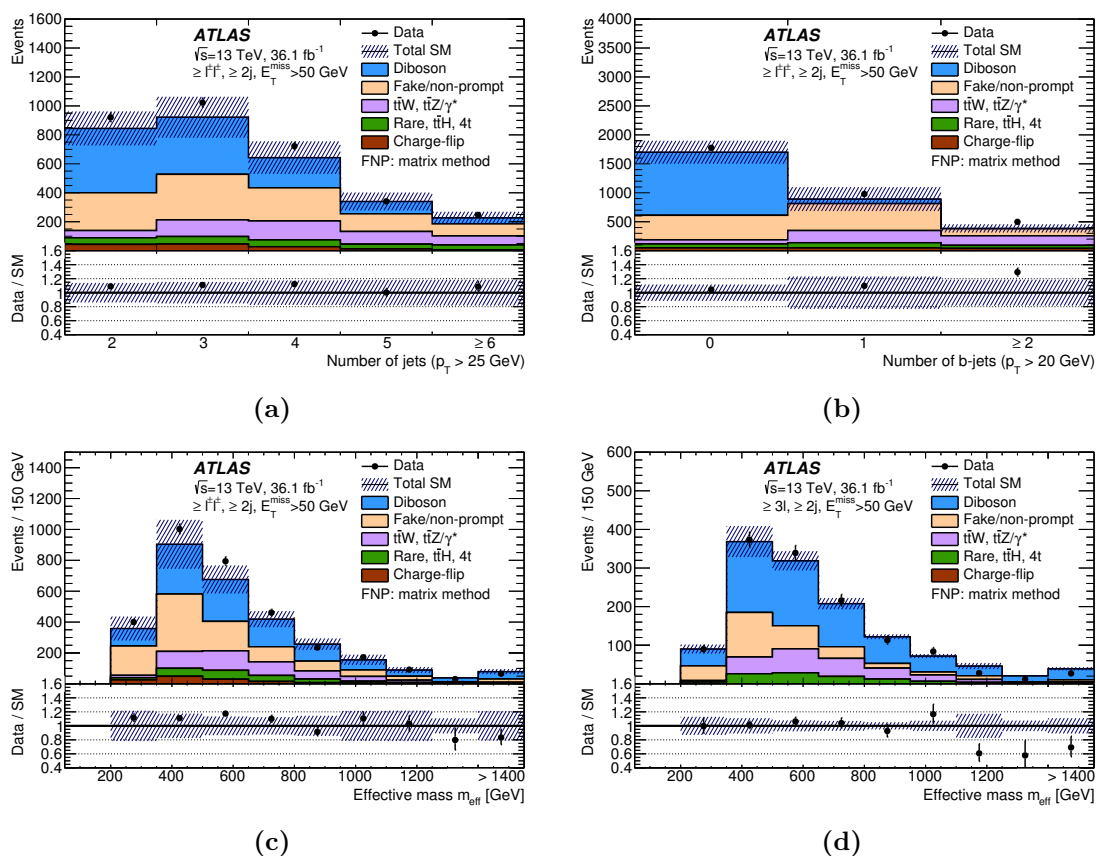 Events
1600
1400
1200
1000
800
600
400
200
ATLAS
√s=13 TeV, 36.1 fb⁻¹
≥ l±l±, ≥ 2j, E_T^miss>50 GeV
Data
Total SM
Diboson
Fake/non-prompt
tt̄W, tt̄Z/γ*
Rare, tt̄H, 4t
Charge-flip
FNP: matrix method
Data / SM
1.6
1.4
1.2
1
0.8
0.6
0.4
2 3 4 5 ≥ 6
Number of jets (p_T > 25 GeV)
(a)
Events
4000
3500
3000
2500
2000
1500
1000
500
ATLAS
√s=13 TeV, 36.1 fb⁻¹
≥ l±l±, ≥ 2j, E_T^miss>50 GeV
Data
Total SM
Diboson
Fake/non-prompt
tt̄W, tt̄Z/γ*
Rare, tt̄H, 4t
Charge-flip
FNP: matrix method
Data / SM
1.6
1.4
1.2
1
0.8
0.6
0.4
0 1 ≥ 2
Number of b-jets (p_T > 20 GeV)
(b)
Events / 150 GeV
1400
1200
1000
800
600
400
200
ATLAS
√s=13 TeV, 36.1 fb⁻¹
≥ l±l±, ≥ 2j, E_T^miss>50 GeV
Data
Total SM
Diboson
Fake/non-prompt
tt̄W, tt̄Z/γ*
Rare, tt̄H, 4t
Charge-flip
FNP: matrix method
Data / SM
1.6
1.4
1.2
1
0.8
0.6
0.4
200 400 600 800 1000 1200 > 1400
Effective mass m_eff [GeV]
(c)
Events / 150 GeV
600
500
400
300
200
100
ATLAS
√s=13 TeV, 36.1 fb⁻¹
≥ 3l, ≥ 2j, E_T^miss>50 GeV
Data
Total SM
Diboson
Fake/non-prompt
tt̄W, tt̄Z/γ*
Rare, tt̄H, 4t
Charge-flip
FNP: matrix method
Data / SM
1.6
1.4
1.2
1
0.8
0.6
0.4
200 400 600 800 1000 1200 > 1400
Effective mass m_eff [GeV]
(d)